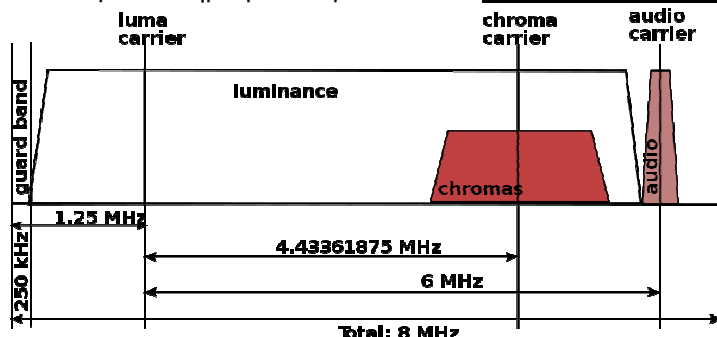 luma
carrier
chroma
carrier
audio
carrier
luminance
guard band
chromas
audio
1.25 MHz
250 kHz
4.43361875 MHz
6 MHz
Total: 8 MHz